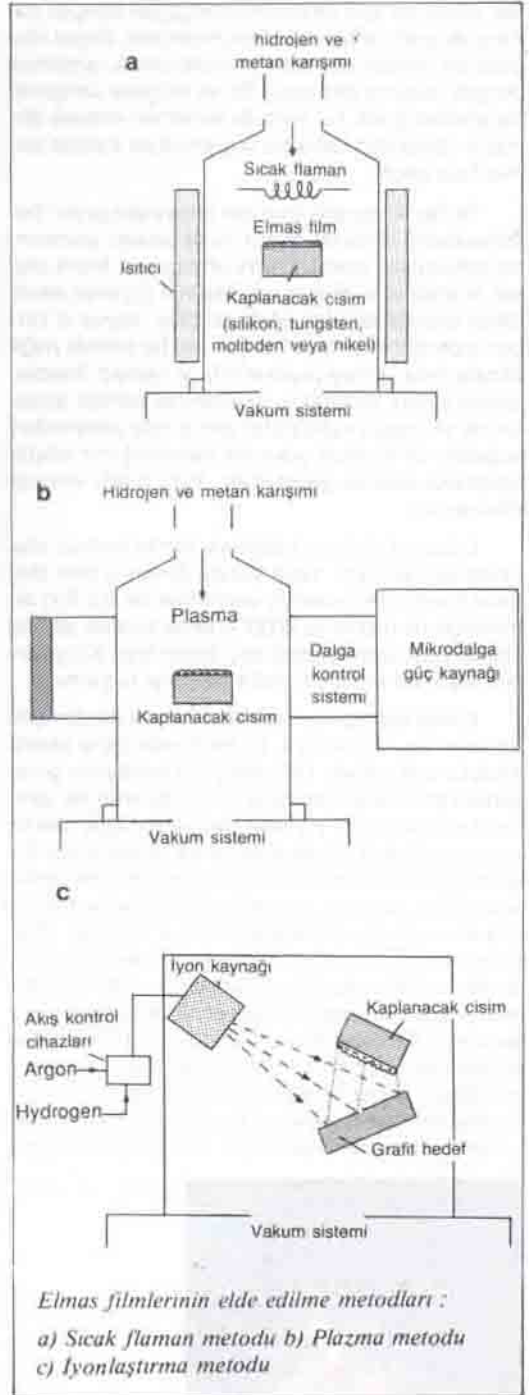 a
hidrojen ve
metan karışımı
Sıcak flaman
Elmas film
Isıtıcı
Kaplanacak cisim
(silikon, tungsten,
molibden veya nikel)
Vakum sistemi
b
Hidrojen ve metan karışımı
Plasma
Dalga
kontrol
sistemi
Mikrodalga
güç kaynağı
Kaplanacak cisim
Vakum sistemi
c
İyon kaynağı
Kaplanacak cisim
Akış kontrol
cihazları
Argon
Hydrogen
Grafit hedef
Vakum sistemi
Elmas filmlerinin elde edilme metodları :
a) Sıcak flaman metodu b) Plazma metodu
c) İyonlaştırma metodu